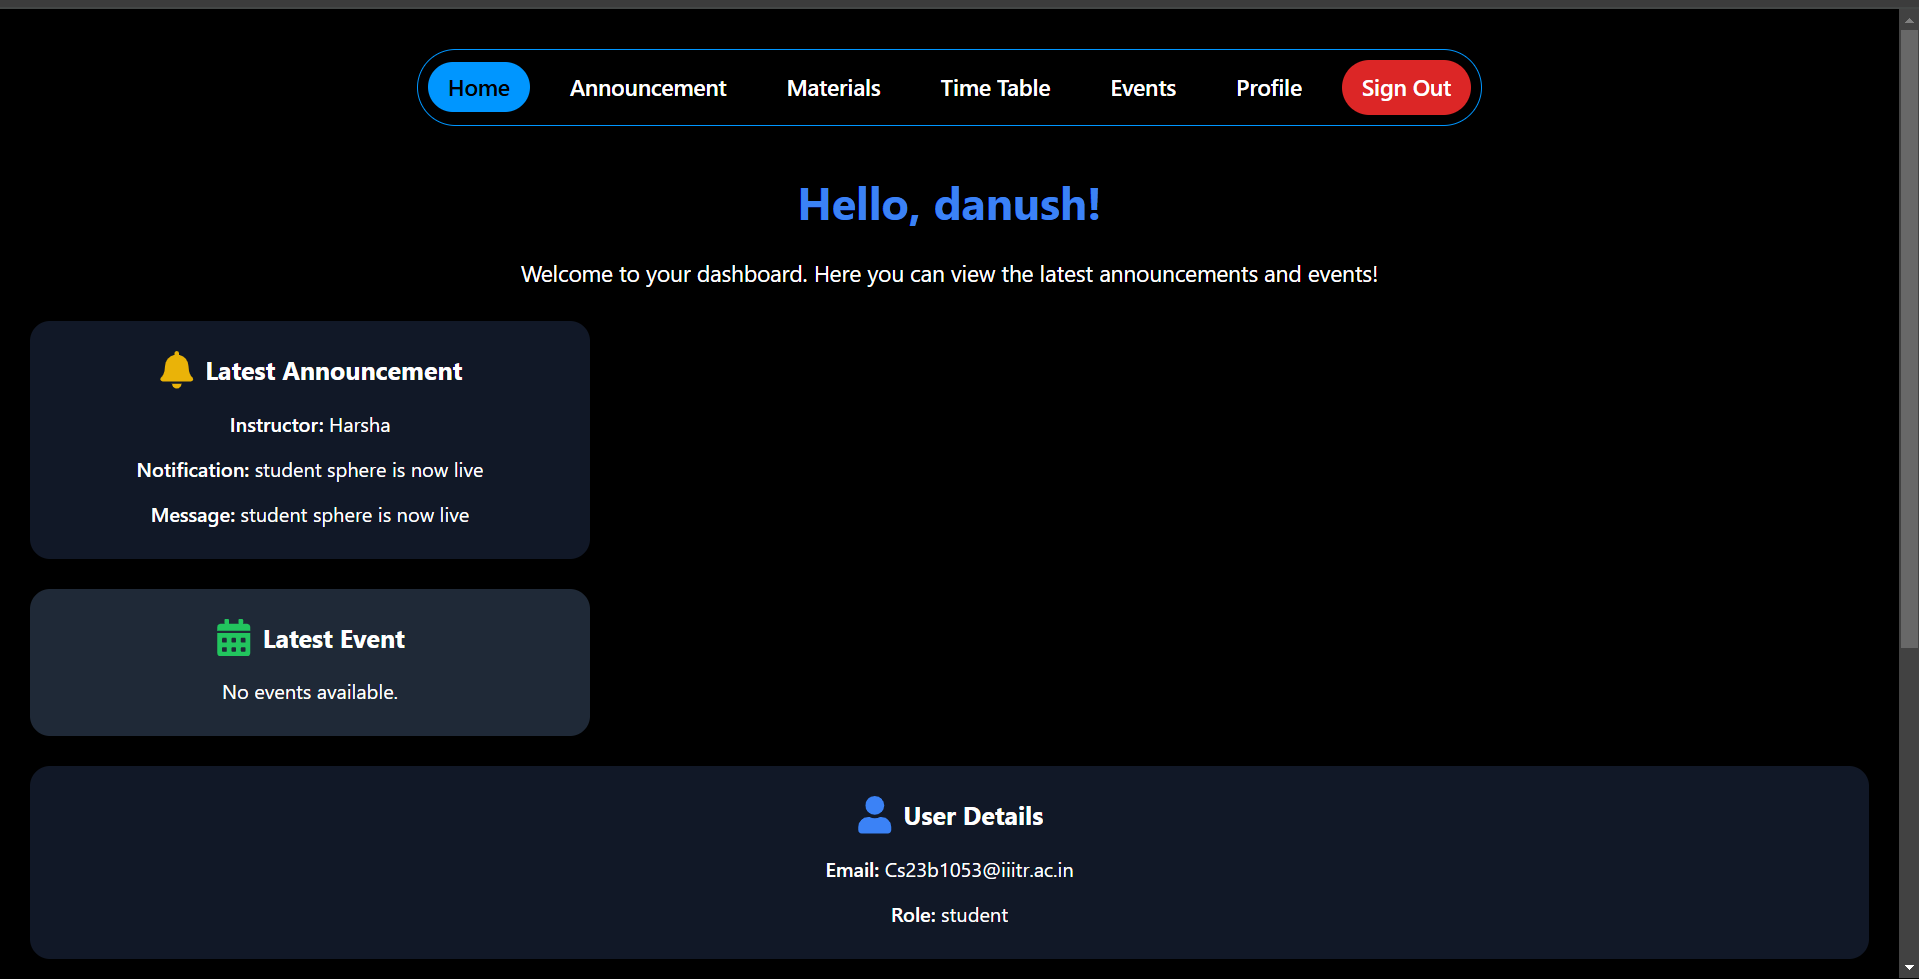 Home Announcement Materials Time Table Events Profile Sign Out
Hello, danush!
Welcome to your dashboard. Here you can view the latest announcements and events!
Latest Announcement
Instructor: Harsha
Notification: student sphere is now live
Message: student sphere is now live
Latest Event
No events available.
User Details
Email: Cs23b1053@iiitr.ac.in
Role: student